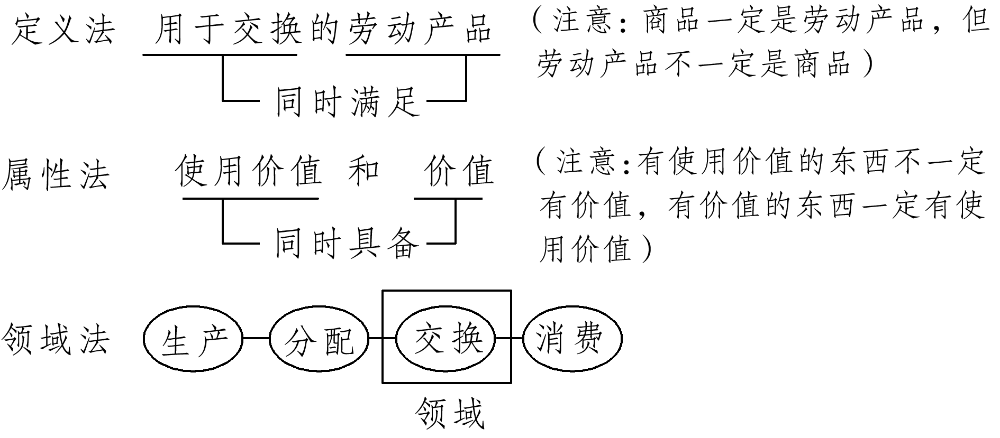 定义法 用于交换的劳动产品 （注意：商品一定是劳动产品，但
劳动产品不一定是商品）
同时满足
属性法 使用价值 和 价值 （注意：有使用价值的东西不一定
有价值，有价值的东西一定有使
用价值）
同时具备
领域法 生产 分配 交换 消费
领域